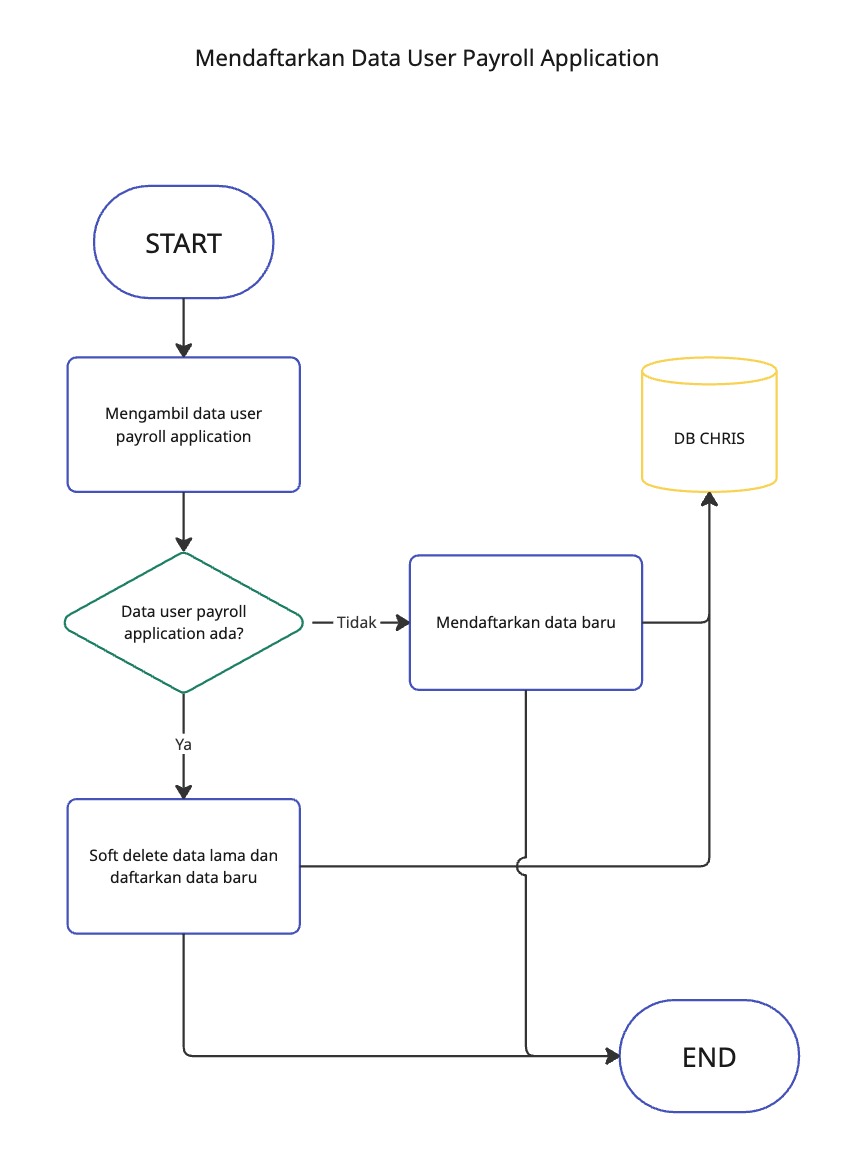 Mendaftarkan Data User Payroll Application
START
Mengambil data user
payroll application
DB CHRIS
Data user payroll
application ada?
Tidak
Mendaftarkan data baru
Ya
Soft delete data lama dan
daftarkan data baru
END